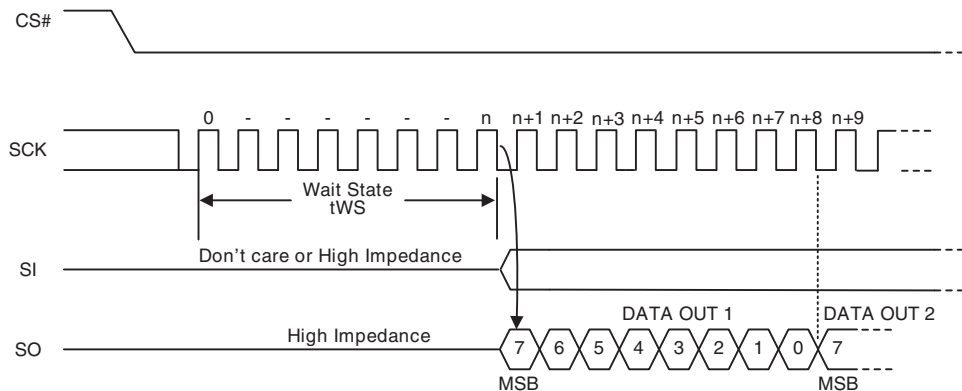 CS#
0 - - - - - - n n+1 n+2 n+3 n+4 n+5 n+6 n+7 n+8 n+9
SCK
Wait State
tWS
Don't care or High Impedance
SI
DATA OUT 1 DATA OUT 2
High Impedance
SO
7 6 5 4 3 2 1 0 7
MSB MSB